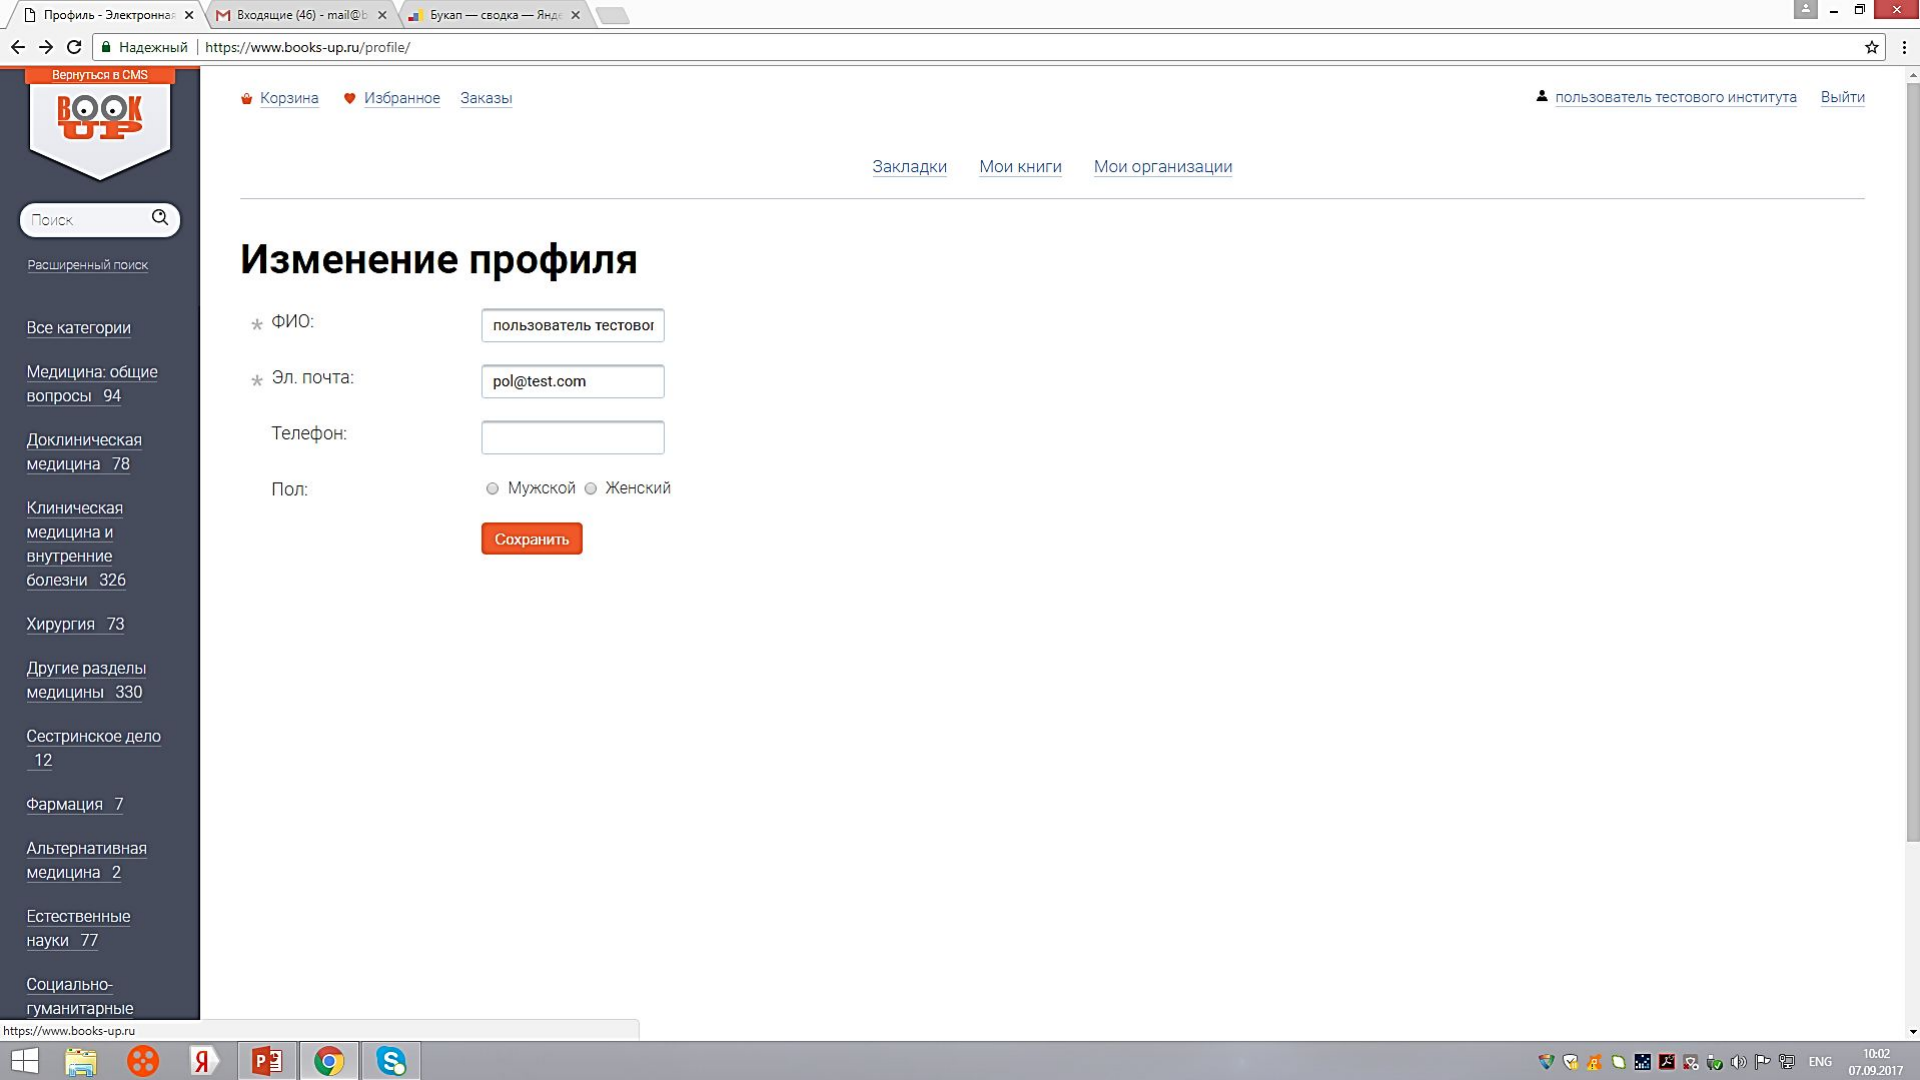 Профиль - Электронная
Входящие (46) - mail@b
Букап — сводка — Янде
Надежный
https://www.books-up.ru/profile/
Вернуться в CMS
BOOK
UP
Корзина
Избранное
Заказы
пользователь тестового института
Выйти
Закладки
Мои книги
Мои организации
Поиск
Расширенный поиск
Все категории
Медицина: общие
вопросы 94
Доклиническая
медицина 78
Клиническая
медицина и
внутренние
болезни 326
Хирургия 73
Другие разделы
медицины 330
Сестринское дело
12
Фармация 7
Альтернативная
медицина 2
Естественные
науки 77
Социально-
гуманитарные
Изменение профиля
* ФИО:
пользователь тестовог
* Эл. почта:
pol@test.com
Телефон:
Пол:
Мужской
Женский
Сохранить
https://www.books-up.ru
ENG
10:02
07.09.2017